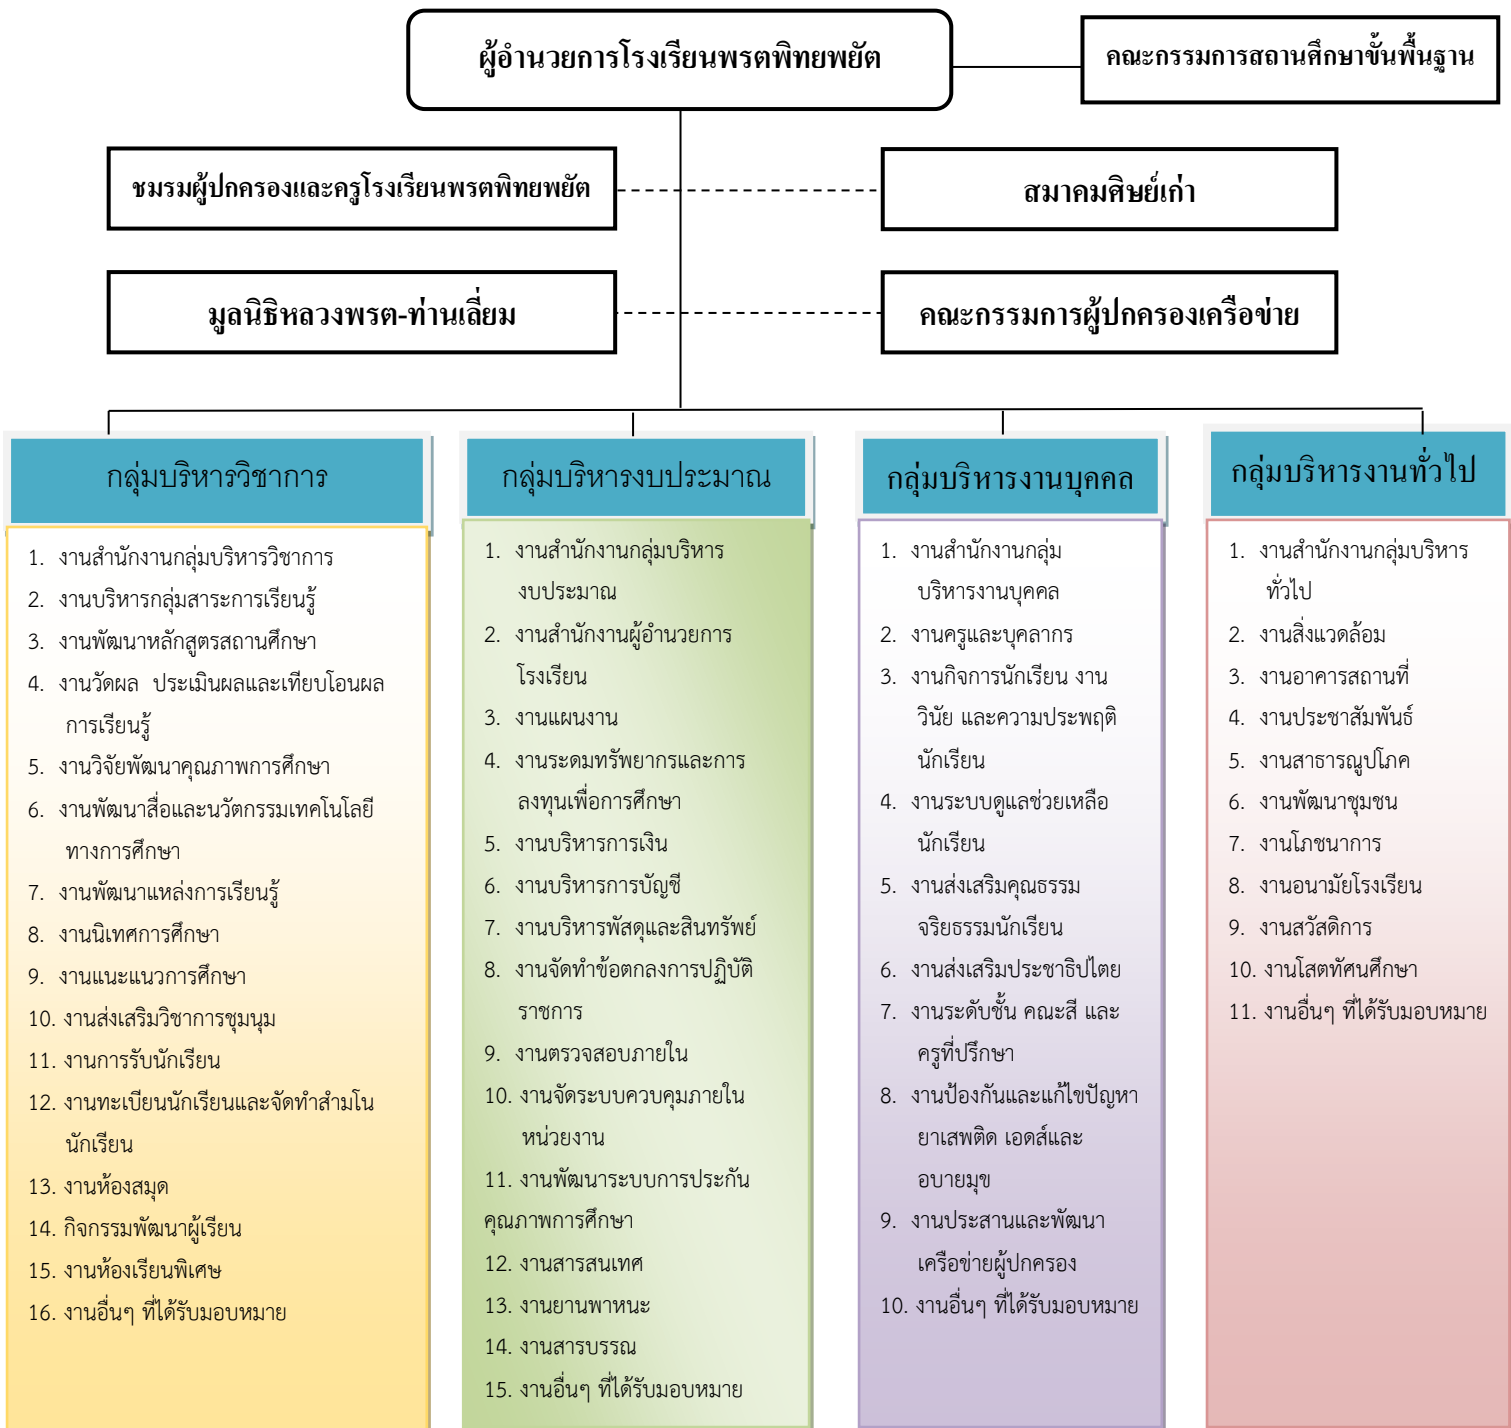 ผู้อำนวยการโรงเรียนพรตพิทยพยัต
คณะกรรมการสถานศึกษาขั้นพื้นฐาน
ชมรมผู้ปกครองและครูโรงเรียนพรตพิทยพยัต
สมาคมศิษย์เก่า
มูลนิธิหลวงพรต-ท่านเลี่ยม
คณะกรรมการผู้ปกครองเครือข่าย
กลุ่มบริหารวิชาการ
1. งานสำนักงานกลุ่มบริหารวิชาการ
2. งานบริหารกลุ่มสาระการเรียนรู้
3. งานพัฒนาหลักสูตรสถานศึกษา
4. งานวัดผล ประเมินผลและเทียบโอนผล
การเรียนรู้
5. งานวิจัยพัฒนาคุณภาพการศึกษา
6. งานพัฒนาสื่อและนวัตกรรมเทคโนโลยี
ทางการศึกษา
7. งานพัฒนาแหล่งการเรียนรู้
8. งานนิเทศการศึกษา
9. งานแนะแนวการศึกษา
10. งานส่งเสริมวิชาการชุมนุม
11. งานการรับนักเรียน
12. งานทะเบียนนักเรียนและจัดทำสำมโน
นักเรียน
13. งานห้องสมุด
14. กิจกรรมพัฒนาผู้เรียน
15. งานห้องเรียนพิเศษ
16. งานอื่นๆ ที่ได้รับมอบหมาย
กลุ่มบริหารงบประมาณ
1. งานสำนักงานกลุ่มบริหาร
งบประมาณ
2. งานสำนักงานผู้อำนวยการ
โรงเรียน
3. งานแผนงาน
4. งานระดมทรัพยากรและการ
ลงทุนเพื่อการศึกษา
5. งานบริหารการเงิน
6. งานบริหารการบัญชี
7. งานบริหารพัสดุและสินทรัพย์
8. งานจัดทำข้อตกลงการปฏิบัติ
ราชการ
9. งานตรวจสอบภายใน
10. งานจัดระบบควบคุมภายใน
หน่วยงาน
11. งานพัฒนาระบบการประกัน
คุณภาพการศึกษา
12. งานสารสนเทศ
13. งานยานพาหนะ
14. งานสารบรรณ
15. งานอื่นๆ ที่ได้รับมอบหมาย
กลุ่มบริหารงานบุคคล
1. งานสำนักงานกลุ่ม
บริหารงานบุคคล
2. งานครูและบุคลากร
3. งานกิจการนักเรียน งาน
วินัย และความประพฤติ
นักเรียน
4. งานระบบดูแลช่วยเหลือ
นักเรียน
5. งานส่งเสริมคุณธรรม
จริยธรรมนักเรียน
6. งานส่งเสริมประชาธิปไตย
7. งานระดับชั้น คณะสี และ
ครูที่ปรึกษา
8. งานป้องกันและแก้ไขปัญหา
ยาเสพติด เอดส์และ
อบายมุข
9. งานประสานและพัฒนา
เครือข่ายผู้ปกครอง
10. งานอื่นๆ ที่ได้รับมอบหมาย
กลุ่มบริหารงานทั่วไป
1. งานสำนักงานกลุ่มบริหาร
ทั่วไป
2. งานสิ่งแวดล้อม
3. งานอาคารสถานที่
4. งานประชาสัมพันธ์
5. งานสาธารณูปโภค
6. งานพัฒนาชุมชน
7. งานโภชนาการ
8. งานอนามัยโรงเรียน
9. งานสวัสดิการ
10. งานโสตทัศนศึกษา
11. งานอื่นๆ ที่ได้รับมอบหมาย